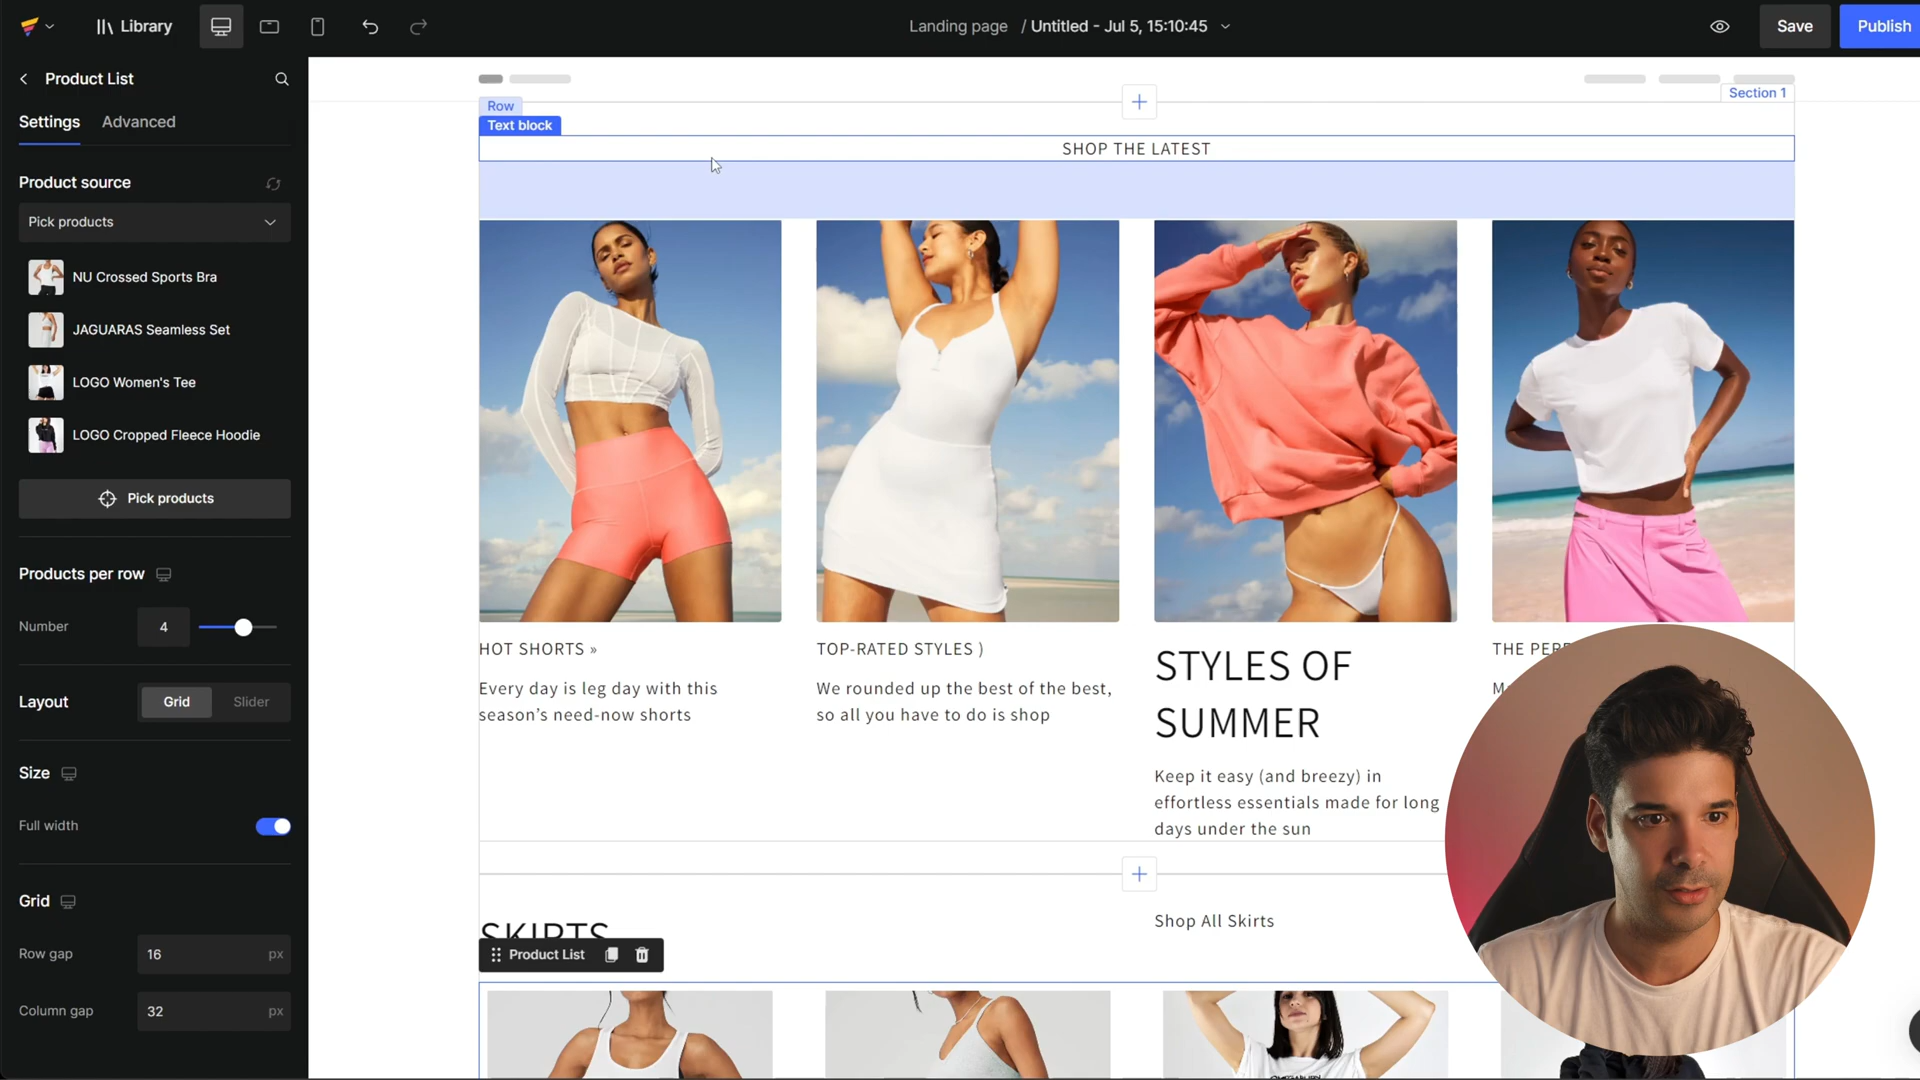 Library
Landing page / Untitled - Jul 5, 15:10:45
Save
Publish
Product List
Settings
Advanced
Product source
Pick products
NU Crossed Sports Bra
JAGUARAS Seamless Set
LOGO Women's Tee
LOGO Cropped Fleece Hoodie
Pick products
Products per row
Number
4
Layout
Grid
Slider
Size
Full width
Grid
Row gap
16
px
Column gap
32
px
Row
Section 1
Text block
SHOP THE LATEST
HOT SHORTS »
Every day is leg day with this
season’s need-now shorts
TOP-RATED STYLES )
We rounded up the best of the best,
so all you have to do is shop
STYLES OF
SUMMER
Keep it easy (and breezy) in
effortless essentials made for long
days under the sun
THE
SKIRTS
Shop All Skirts
Product List